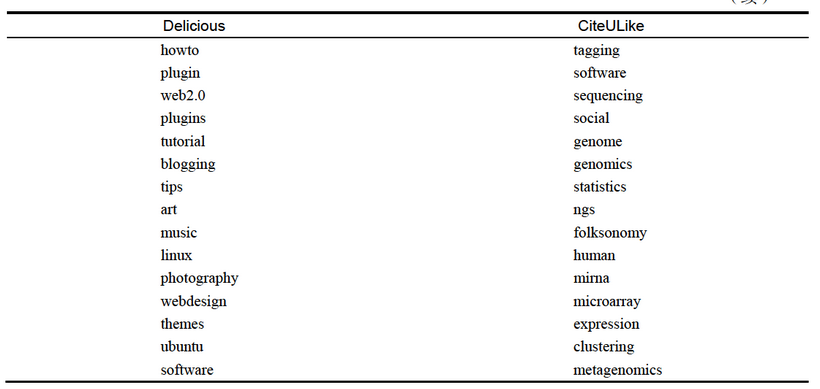 （续）
Delicious CiteULike
howto tagging
plugin software
web2.0 sequencing
plugins social
tutorial genome
blogging genomics
tips statistics
art ngs
music folksonomy
linux human
photography mirna
webdesign microarray
themes expression
ubuntu clustering
software metagenomics